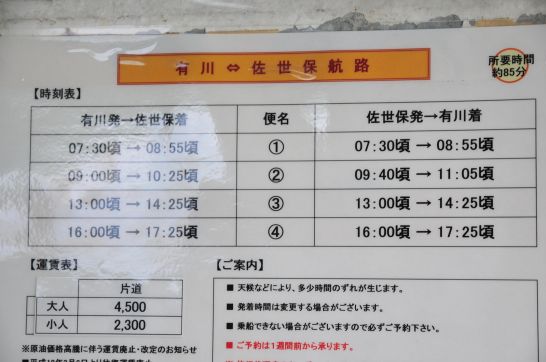 有川 ⇔ 佐世保航路
所要時間
約85分
【時刻表】
有川発→佐世保着 便名 佐世保発→有川着
07:30頃 → 08:55頃 ① 07:30頃 → 08:55頃
09:00頃 → 10:25頃 ② 09:40頃 → 11:05頃
13:00頃 → 14:25頃 ③ 13:00頃 → 14:25頃
16:00頃 → 17:25頃 ④ 16:00頃 → 17:25頃
【運賃表】
片道
大人 4,500
小人 2,300
※原油価格高騰に伴う運賃廃止・改定のお知らせ
【ご案内】
■ 天候などにより、多少時間のずれが生じます。
■ 発着時間は変更する場合がございます。
■ 乗船できない場合がございますので必ずご予約下さい。
■ ご予約は1週間前から承ります。